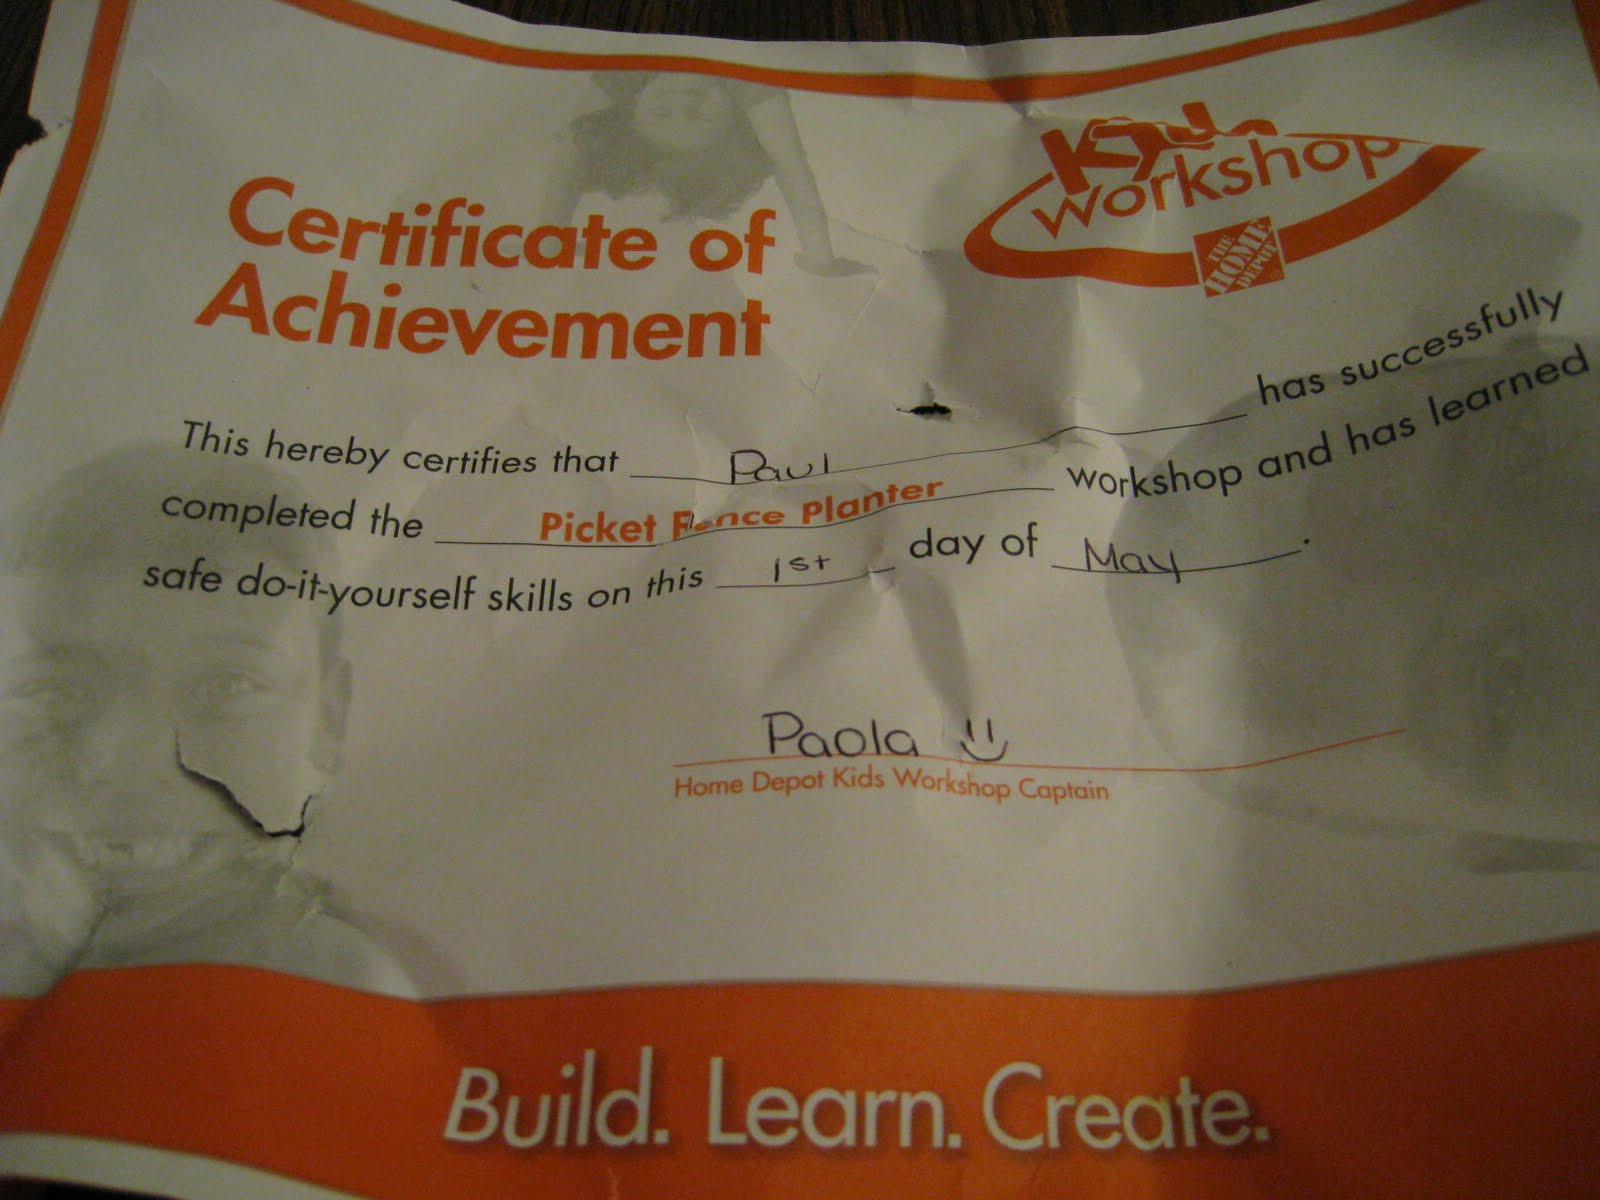 Kids
workshop
THE
HOME
DEPOT
Certificate of
Achievement
This hereby certifies that Paul has successfully
completed the Picket Fence Planter workshop and has learned
safe do-it-yourself skills on this 1st day of May.
Paola
Home Depot Kids Workshop Captain
Build. Learn. Create.